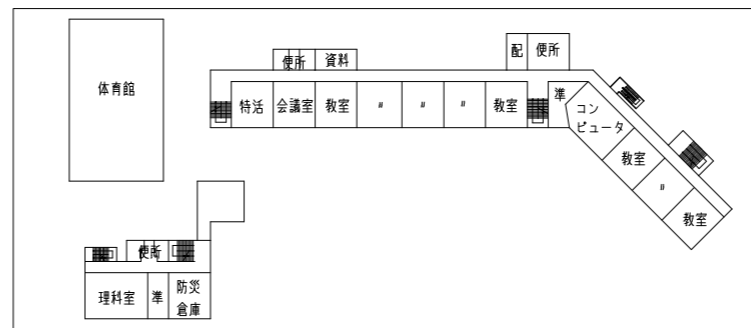 配
便所
便所
資料
体育館
特活
会議室
教室
〃
〃
〃
教室
準
コン
ピュータ
教室
〃
教室
便所
理科室
準
防災
倉庫